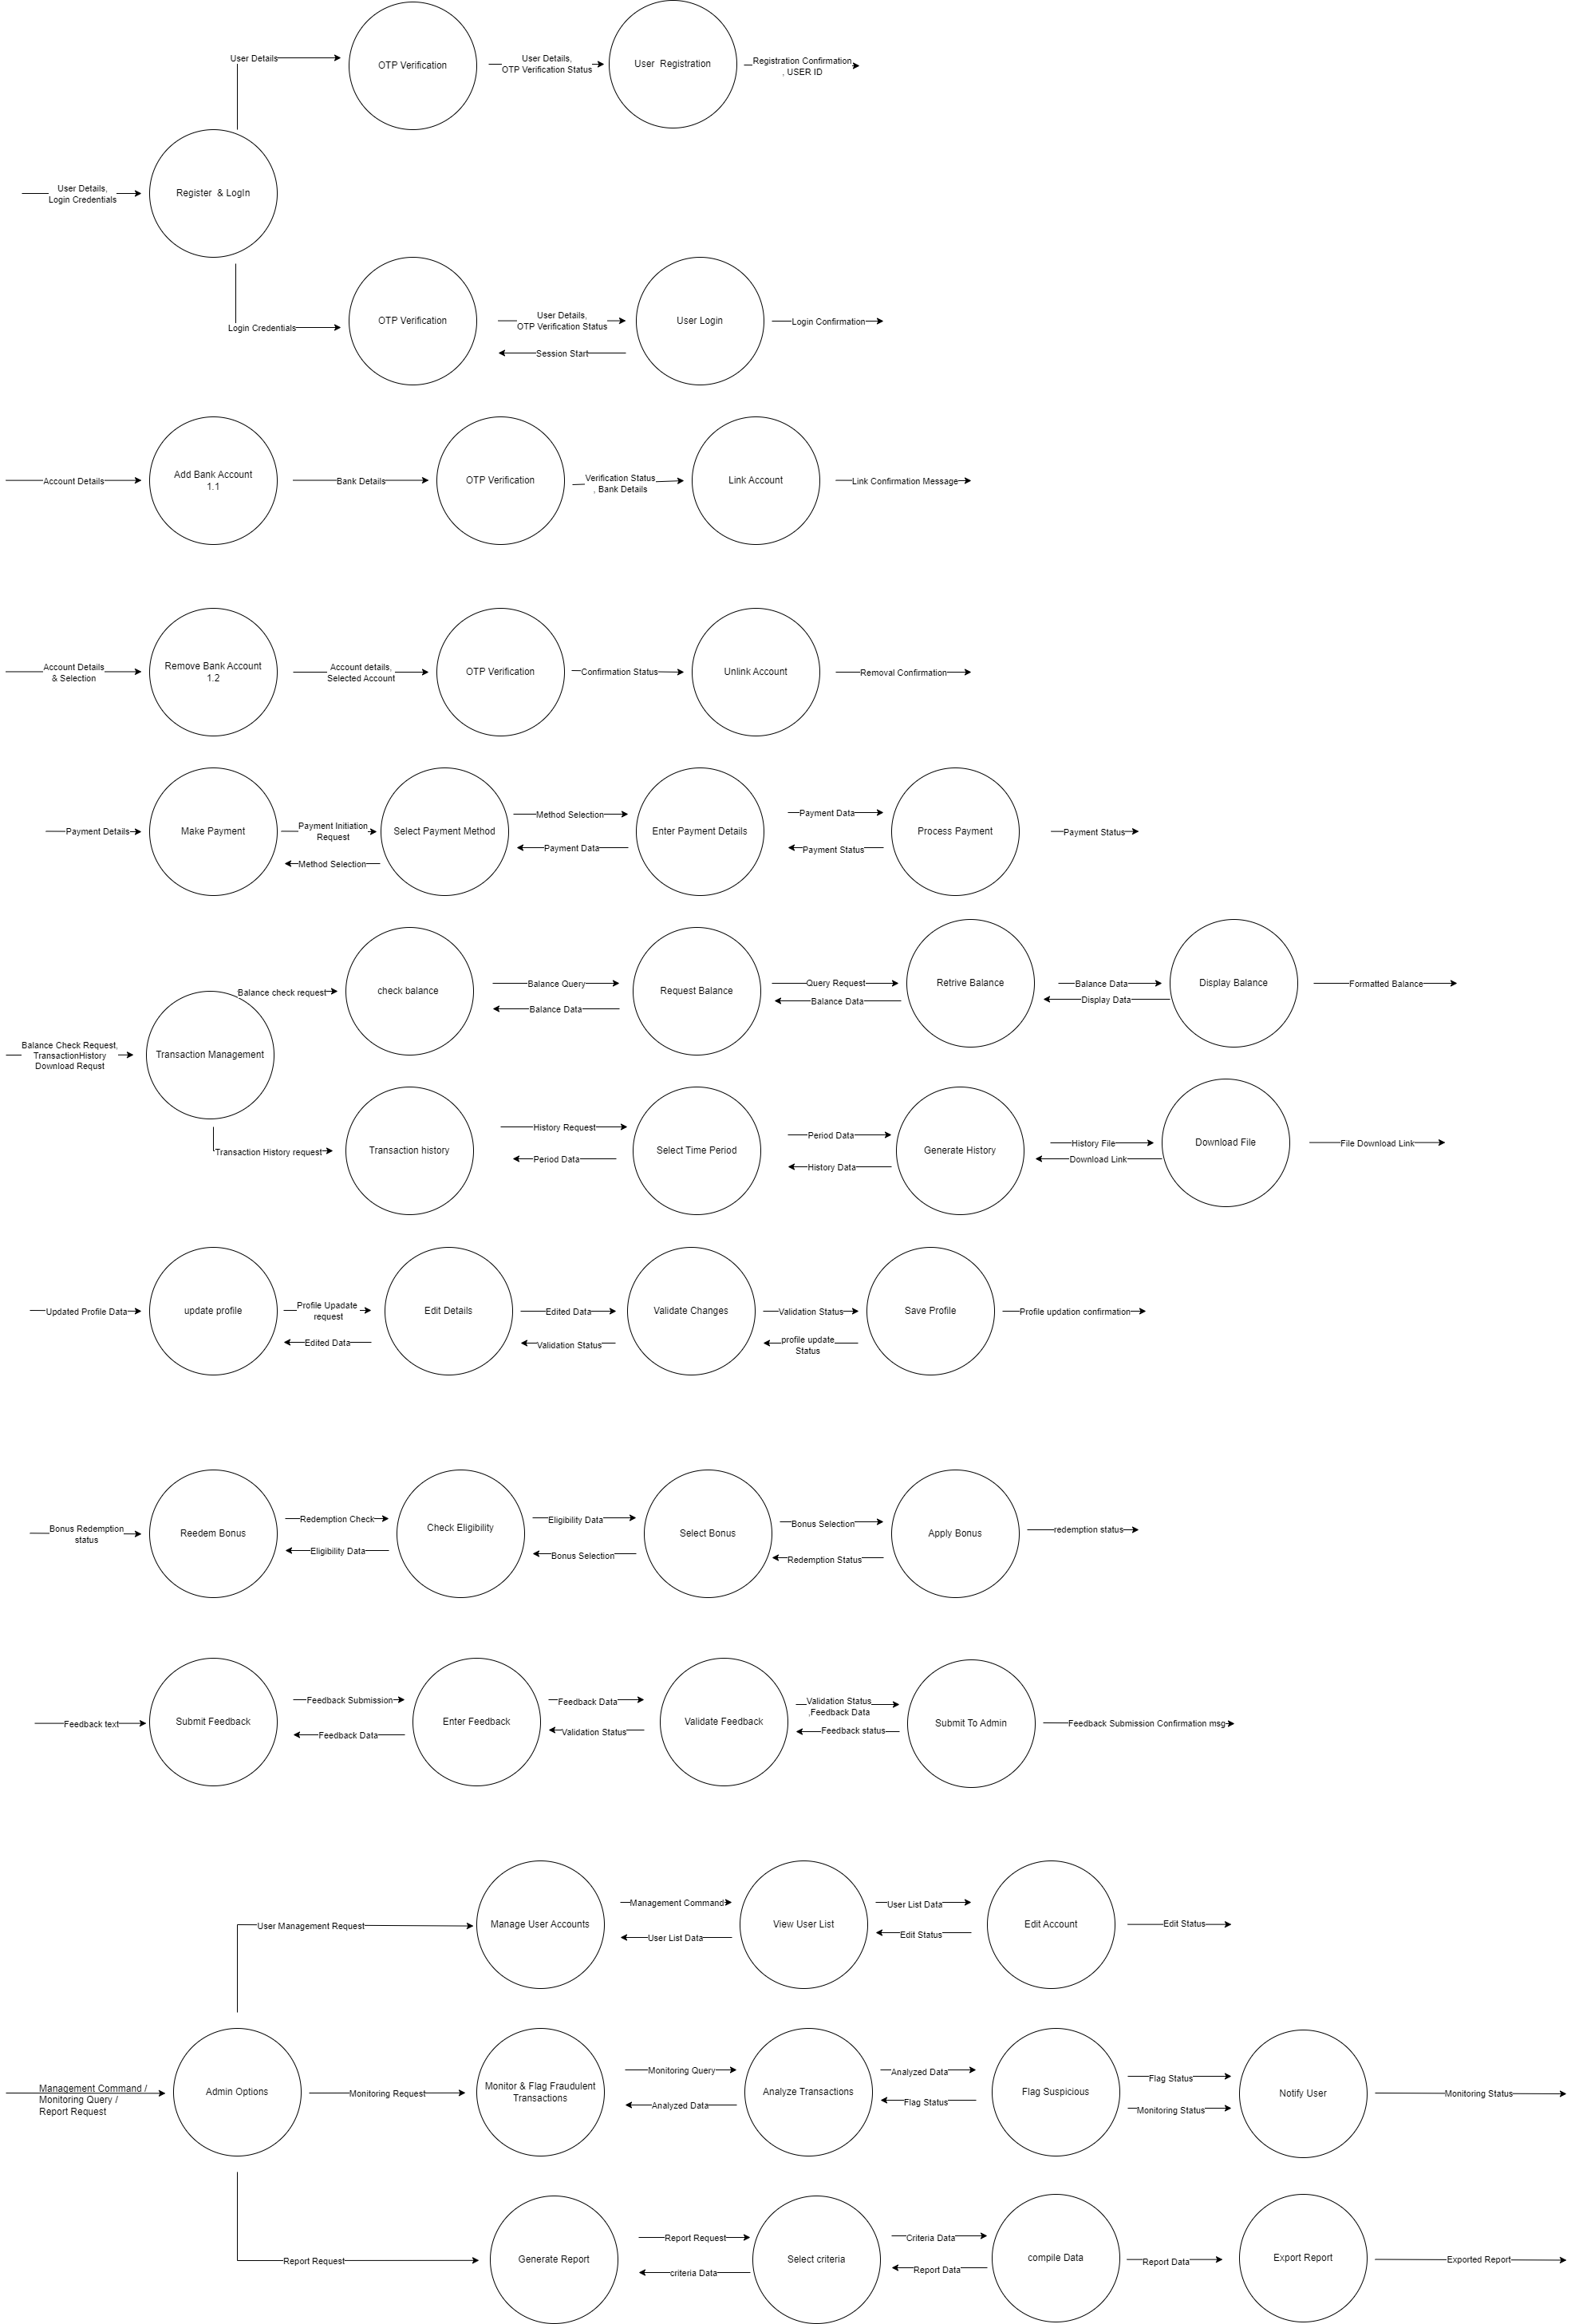 User Details
OTP Verification
User Details,
OTP Verification Status
User  Registration
Registration Confirmation
, USER ID
User Details,
Login Credentials
Register  & LogIn
Login Credentials
OTP Verification
User Details,
OTP Verification Status
Session Start
User Login
Login Confirmation
Account Details
Add Bank Account
1.1
Bank Details
OTP Verification
Verification Status
, Bank Details
Link Account
Link Confirmation Message
Account Details
& Selection
Remove Bank Account
1.2
Account details,
Selected Account
OTP Verification
Confirmation Status
Unlink Account
Removal Confirmation
Payment Details
Make Payment
Payment Initiation
Request
Method Selection
Select Payment Method
Method Selection
Payment Data
Enter Payment Details
Payment Data
Payment Status
Process Payment
Payment Status
Balance Check Request,
TransactionHistory
Download Requst
Transaction Management
Balance check request
check balance
Balance Query
Balance Data
Request Balance
Query Request
Balance Data
Retrive Balance
Balance Data
Display Data
Display Balance
Formatted Balance
Transaction History request
Transaction history
History Request
Period Data
Select Time Period
Period Data
History Data
Generate History
History File
Download Link
Download File
File Download Link
Updated Profile Data
update profile
Profile Upadate
request
Edited Data
Edit Details
Edited Data
Validation Status
Validate Changes
Validation Status
profile update
Status
Save Profile
Profile updation confirmation
Bonus Redemption
status
Reedem Bonus
Redemption Check
Eligibility Data
Check Eligibility
Eligibility Data
Bonus Selection
Select Bonus
Bonus Selection
Redemption Status
Apply Bonus
redemption status
Feedback text
Submit Feedback
Feedback Submission
Feedback Data
Enter Feedback
Feedback Data
Validation Status
Validate Feedback
Validation Status
,Feedback Data
Feedback status
Submit To Admin
Feedback Submission Confirmation msg
User Management Request
Manage User Accounts
Management Command
User List Data
View User List
User List Data
Edit Status
Edit Account
Edit Status
Management Command /
Monitoring Query /
Report Request
Admin Options
Monitoring Request
Monitor & Flag Fraudulent
Transactions
Monitoring Query
Analyzed Data
Analyze Transactions
Analyzed Data
Flag Status
Flag Suspicious
Flag Status
Monitoring Status
Notify User
Monitoring Status
Report Request
Generate Report
Report Request
criteria Data
Select criteria
Criteria Data
Report Data
compile Data
Report Data
Export Report
Exported Report